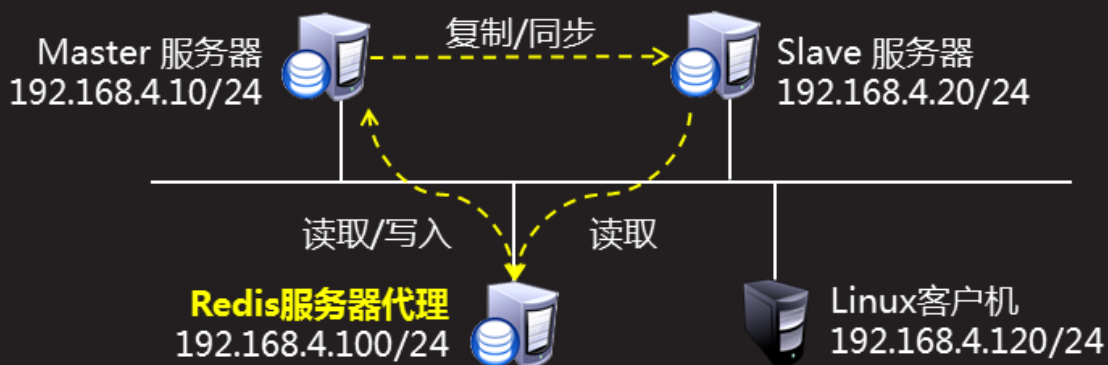 Master 服务器
192.168.4.10/24
复制/同步
Slave 服务器
192.168.4.20/24
读取/写入
读取
Redis服务器代理
192.168.4.100/24
Linux客户机
192.168.4.120/24